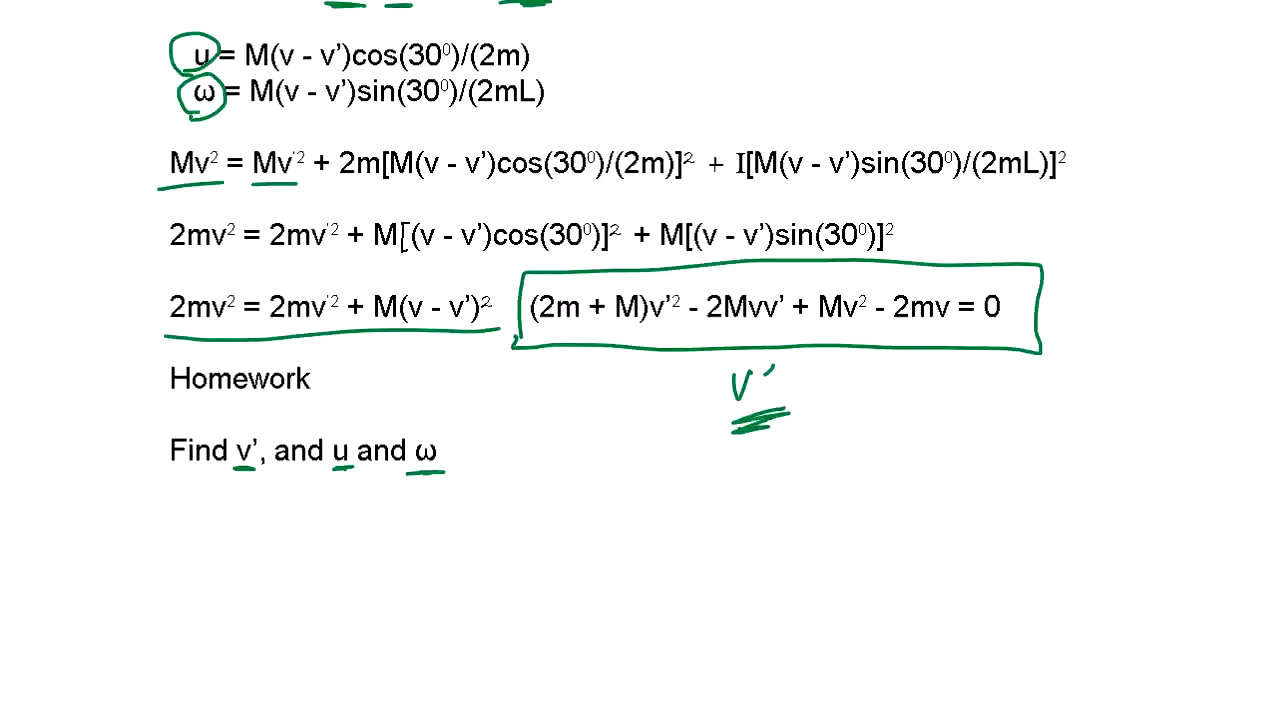 u = M(v - v’)cos(30⁰)/(2m)
ω = M(v - v’)sin(30⁰)/(2mL)
Mv² = Mv'² + 2m[M(v - v’)cos(30⁰)/(2m)]² + I[M(v - v’)sin(30⁰)/(2mL)]²
2mv² = 2mv'² + M[(v - v’)cos(30⁰)]² + M[(v - v’)sin(30⁰)]²
2mv² = 2mv'² + M(v - v’)² (2m + M)v’² - 2Mvv’ + Mv² - 2mv = 0
v’
Homework
Find v’, and u and ω